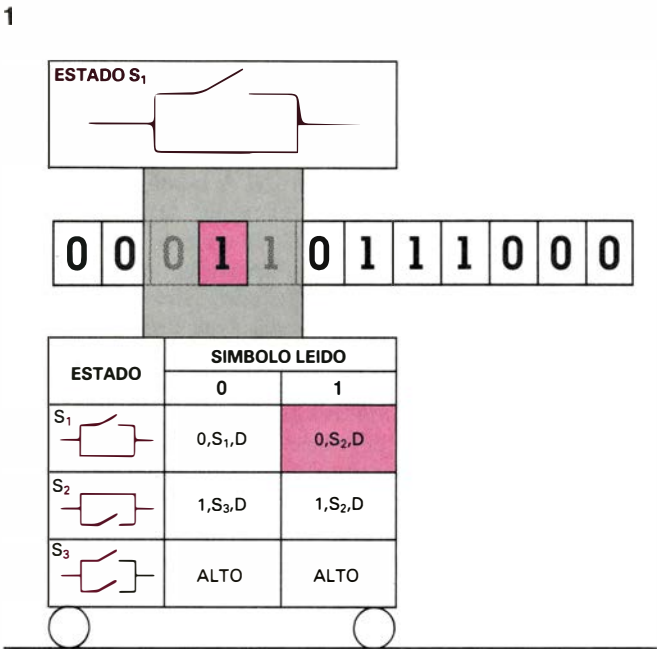 1
ESTADO S₁
0 0 0 1 1 0 1 1 1 0 0 0
ESTADO
SIMBOLO LEIDO
0 1
S₁ 0,S₁,D 0,S₂,D
S₂ 1,S₃,D 1,S₂,D
S₃ ALTO ALTO